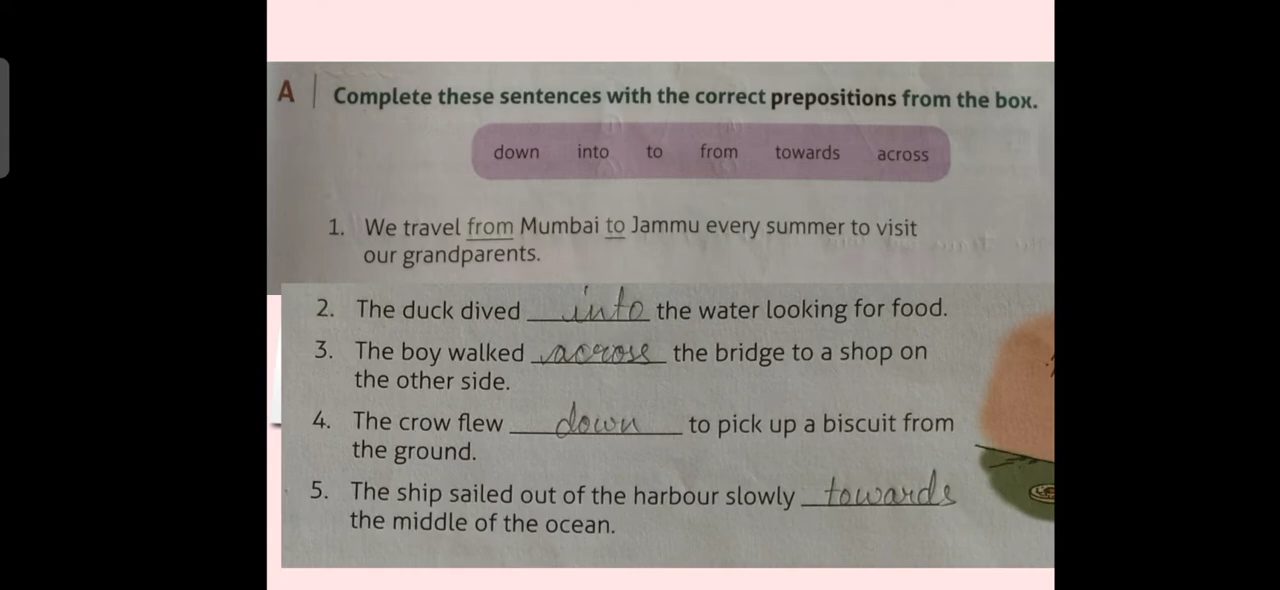 A | Complete these sentences with the correct prepositions from the box.
down into to from towards across
1. We travel from Mumbai to Jammu every summer to visit
our grandparents.
2. The duck dived into the water looking for food.
3. The boy walked across the bridge to a shop on
the other side.
4. The crow flew down to pick up a biscuit from
the ground.
5. The ship sailed out of the harbour slowly towards
the middle of the ocean.